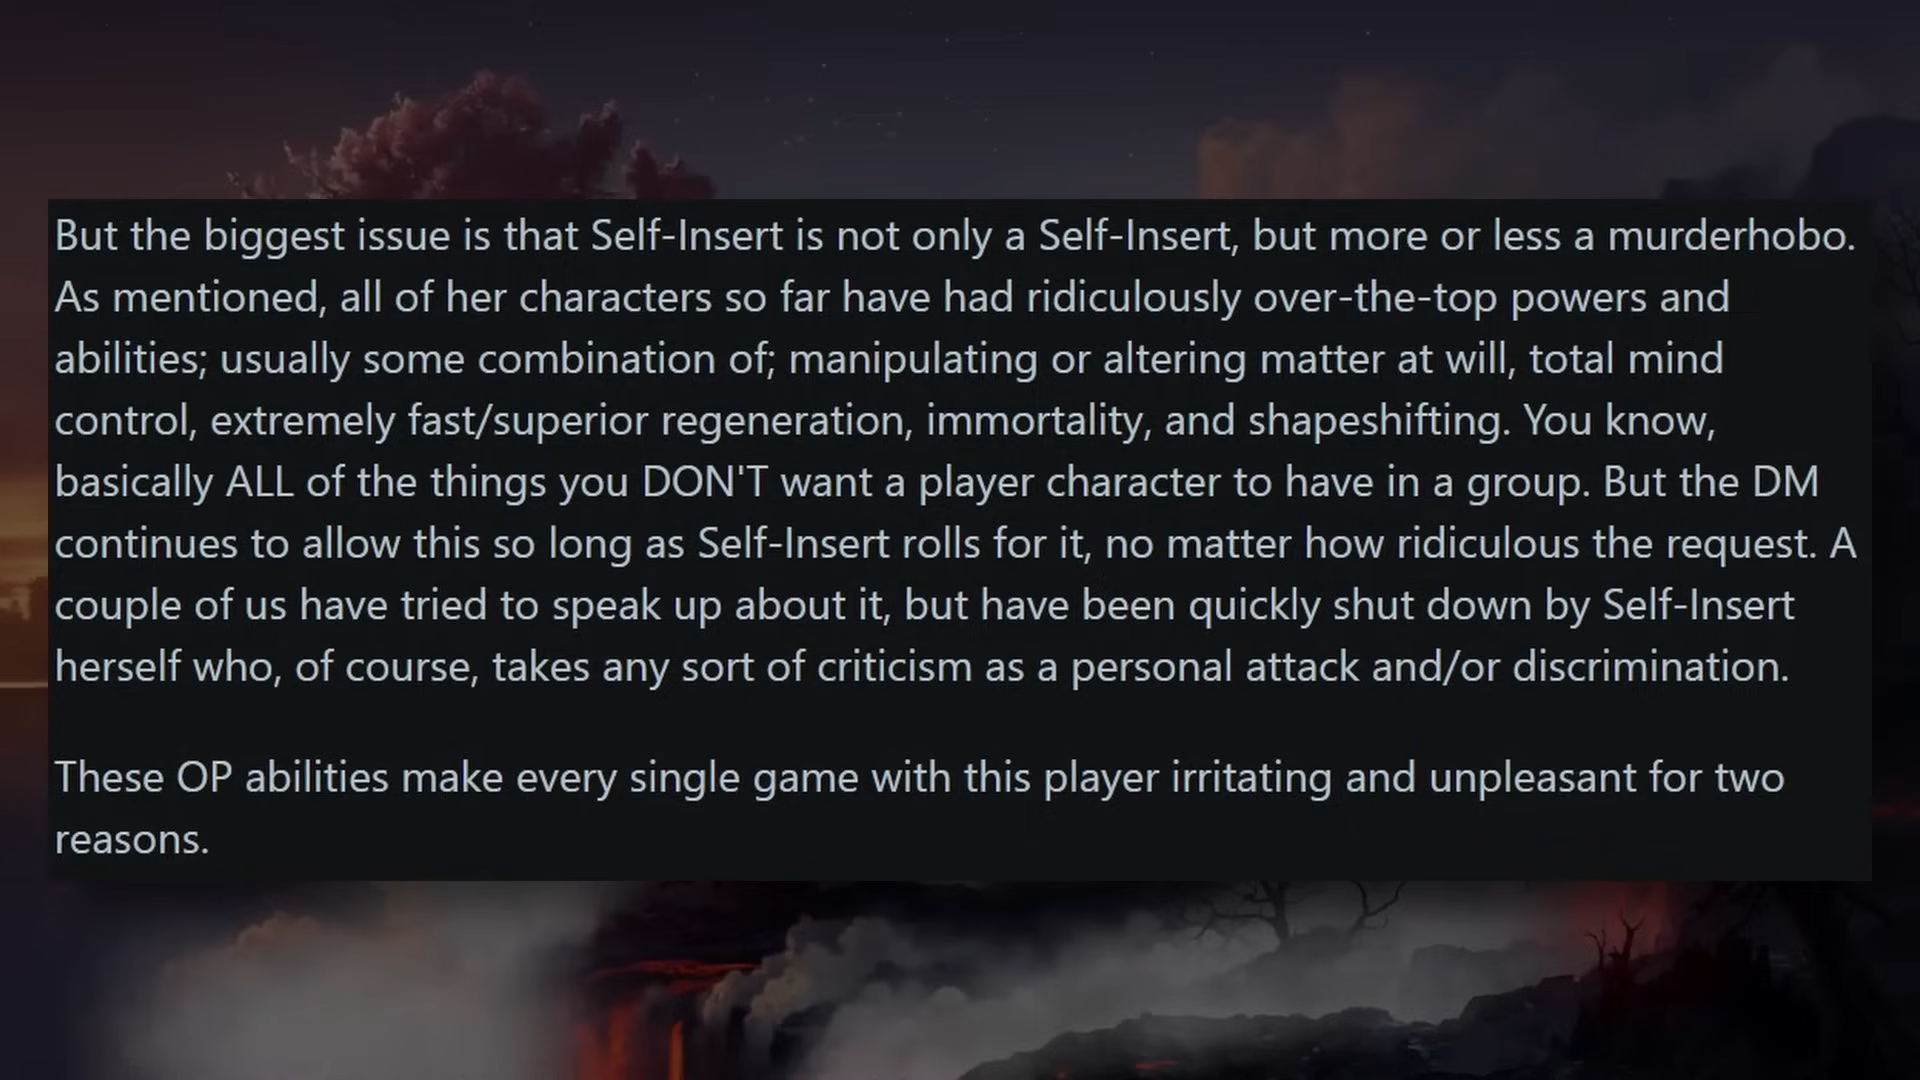 But the biggest issue is that Self-Insert is not only a Self-Insert, but more or less a murderhobo.
As mentioned, all of her characters so far have had ridiculously over-the-top powers and
abilities; usually some combination of; manipulating or altering matter at will, total mind
control, extremely fast/superior regeneration, immortality, and shapeshifting. You know,
basically ALL of the things you DON'T want a player character to have in a group. But the DM
continues to allow this so long as Self-Insert rolls for it, no matter how ridiculous the request. A
couple of us have tried to speak up about it, but have been quickly shut down by Self-Insert
herself who, of course, takes any sort of criticism as a personal attack and/or discrimination.
These OP abilities make every single game with this player irritating and unpleasant for two
reasons.